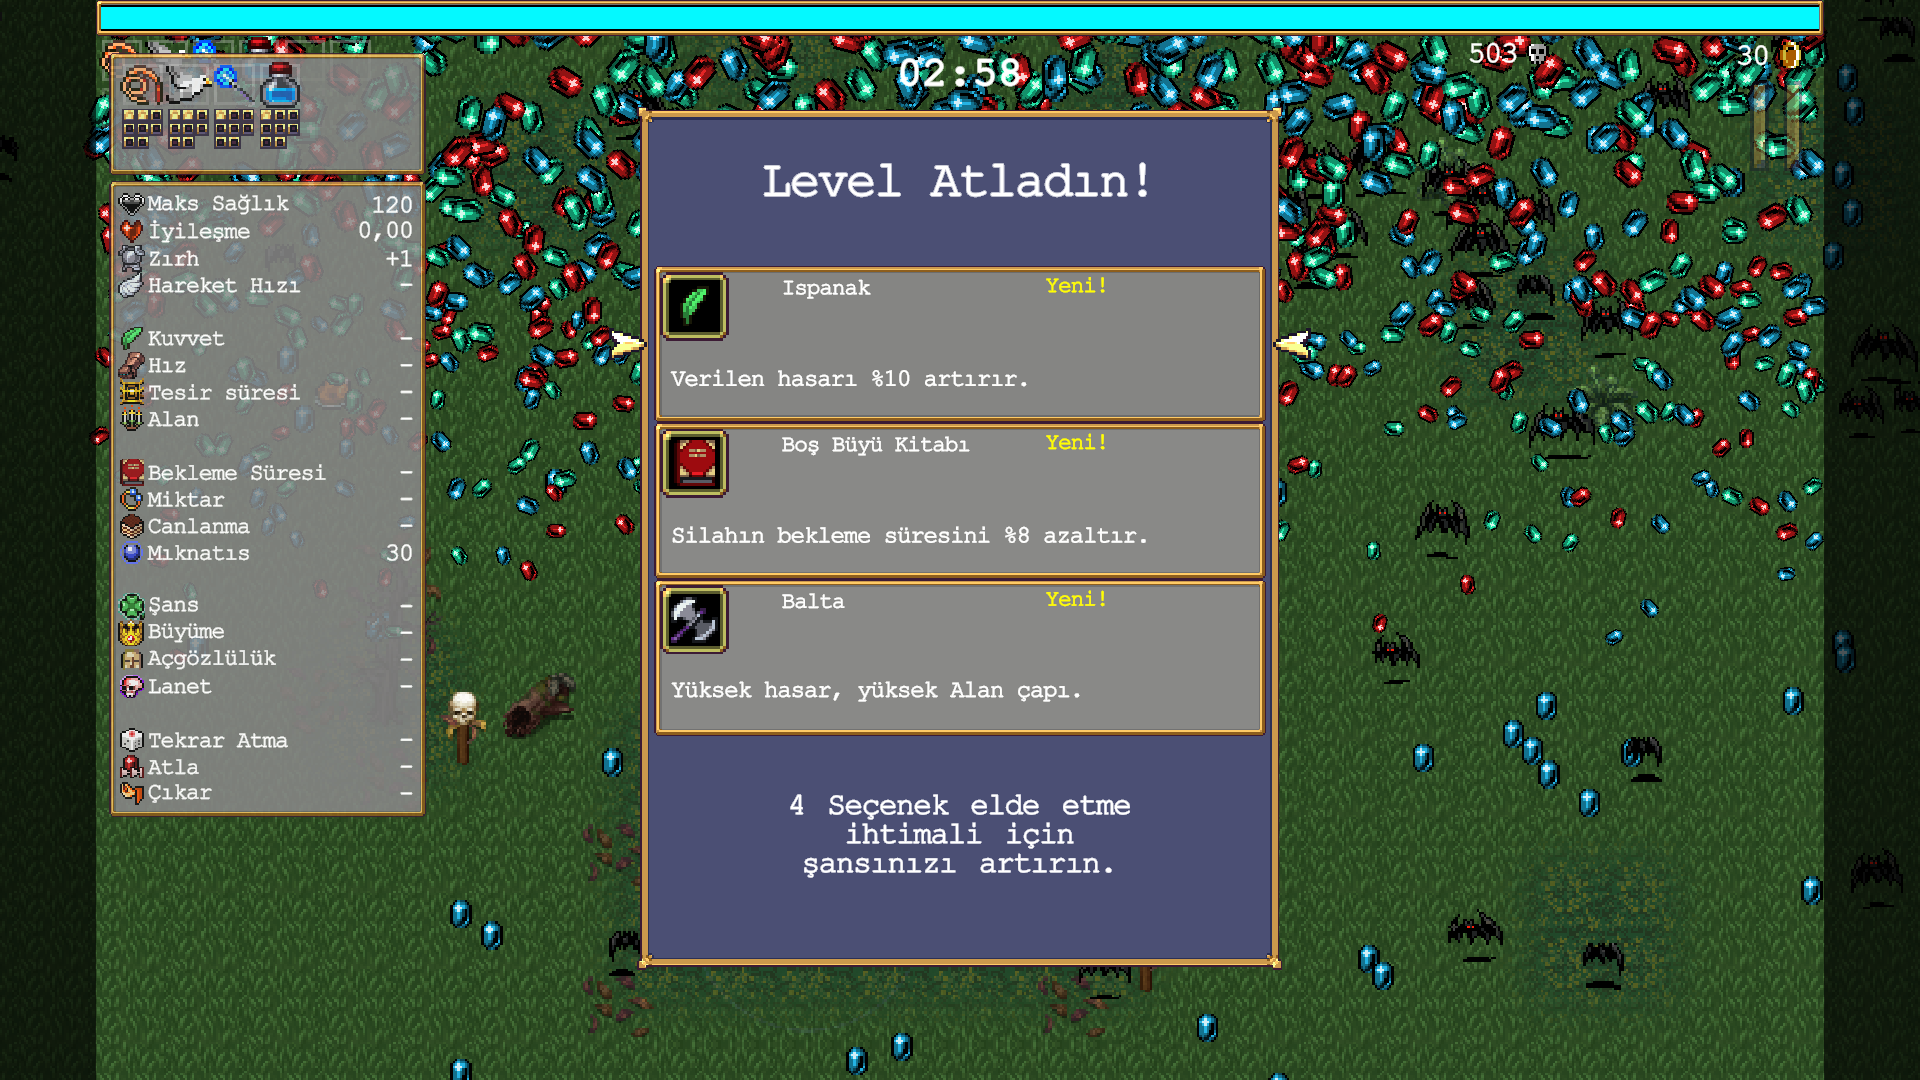 503
30
02:58
Level Atladın!
Maks Sağlık 120
İyileşme 0,00
Zırh +1
Hareket Hızı –
Kuvvet –
Hız –
Tesir süresi –
Alan –
Bekleme Süresi –
Miktar –
Canlanma –
Mıknatıs 30
Şans –
Büyüme –
Açgözlülük –
Lanet –
Tekrar Atma –
Atla –
Çıkar –
Ispanak Yeni!
Verilen hasarı %10 artırır.
Boş Büyü Kitabı Yeni!
Silahın bekleme süresini %8 azaltır.
Balta Yeni!
Yüksek hasar, yüksek Alan çapı.
4 Seçenek elde etme
ihtimali için
şansınızı artırın.